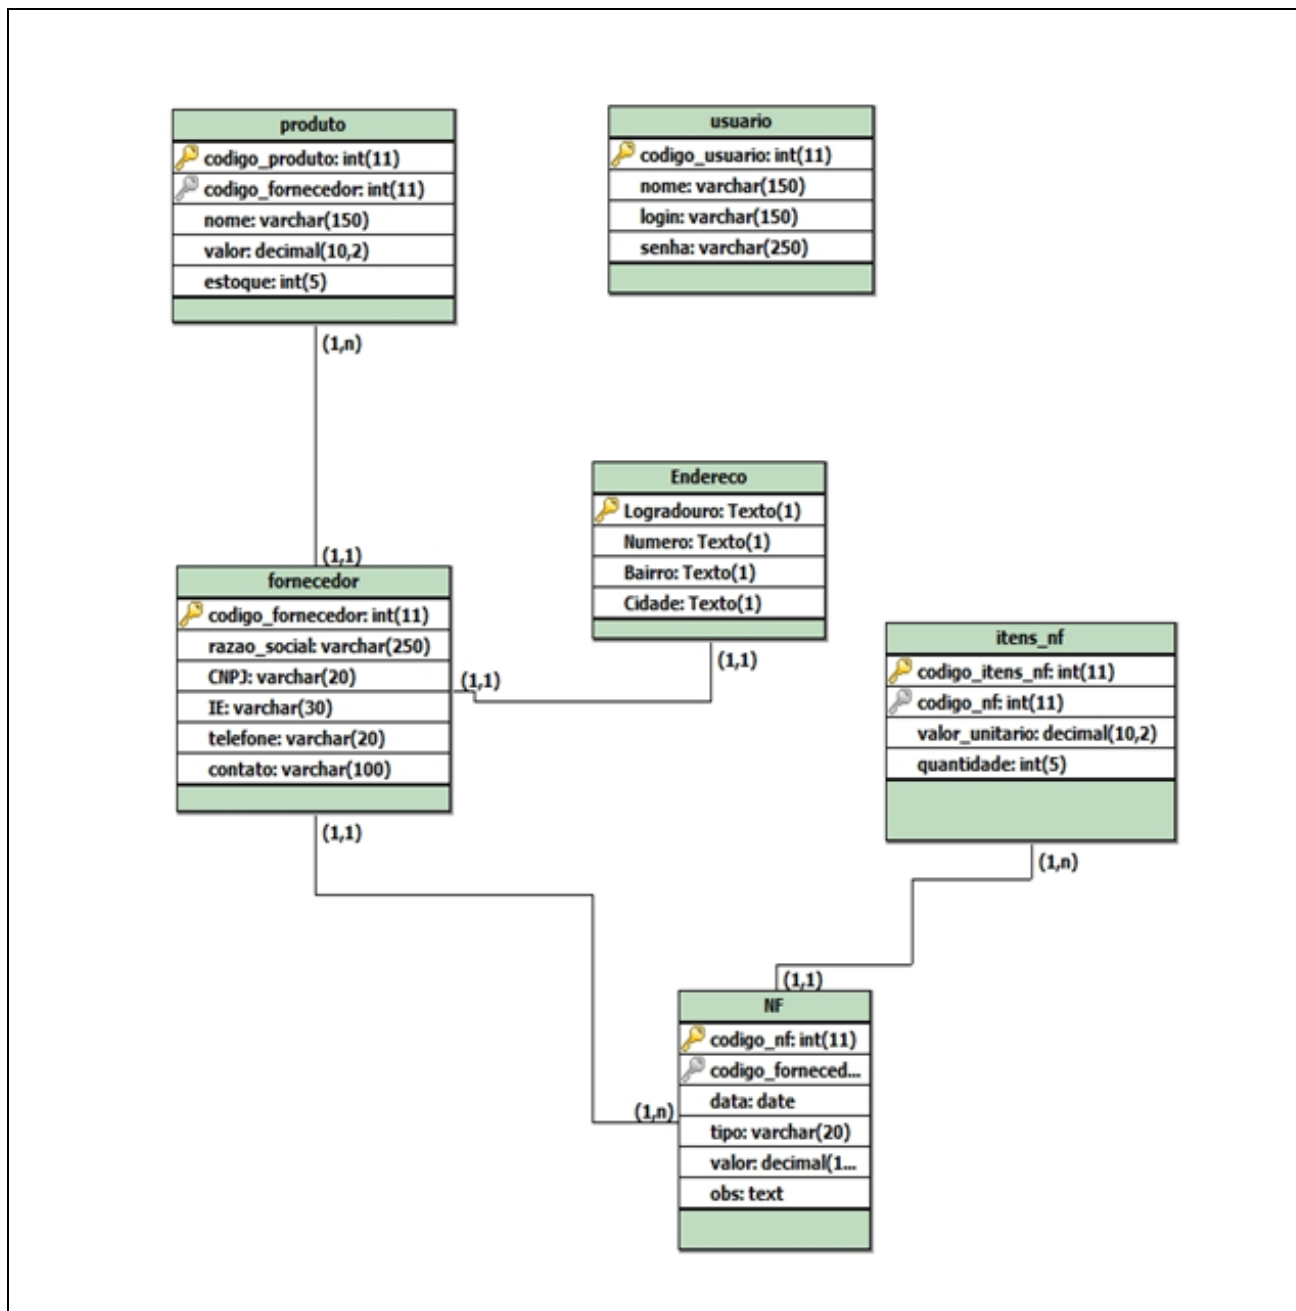 produto
codigo_produto: int(11)
codigo_fornecedor: int(11)
nome: varchar(150)
valor: decimal(10,2)
estoque: int(5)
(1,n)
usuario
codigo_usuario: int(11)
nome: varchar(150)
login: varchar(150)
senha: varchar(250)
Endereco
Logradouro: Texto(1)
Numero: Texto(1)
Bairro: Texto(1)
Cidade: Texto(1)
(1,1)
(1,1)
fornecedor
codigo_fornecedor: int(11)
razao_social: varchar(250)
CNPJ: varchar(20)
IE: varchar(30)
telefone: varchar(20)
contato: varchar(100)
(1,1)
(1,1)
itens_nf
codigo_itens_nf: int(11)
codigo_nf: int(11)
valor_unitario: decimal(10,2)
quantidade: int(5)
(1,n)
(1,1)
NF
codigo_nf: int(11)
codigo_forneced...
data: date
tipo: varchar(20)
valor: decimal(1...
obs: text
(1,n)